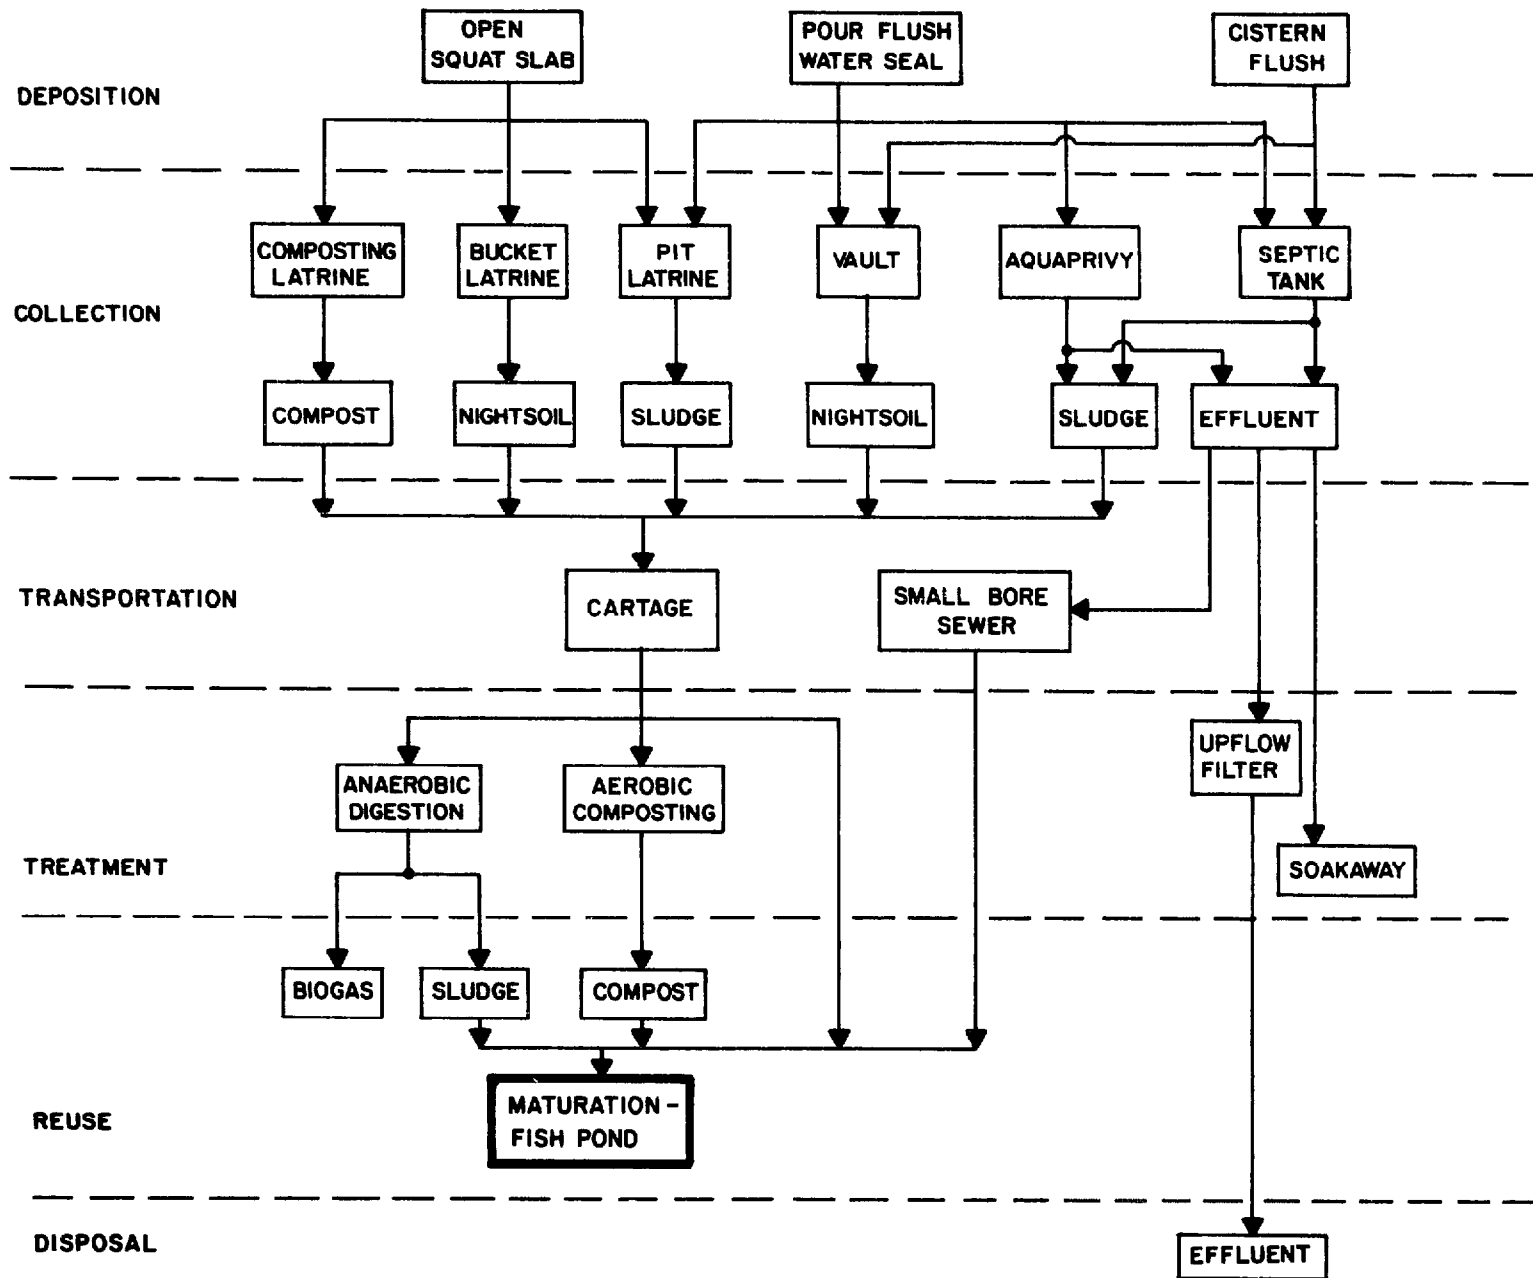 OPEN
SQUAT SLAB
POUR FLUSH
WATER SEAL
CISTERN
FLUSH
DEPOSITION
COMPOSTING
LATRINE
BUCKET
LATRINE
PIT
LATRINE
VAULT
AQUAPRIVY
SEPTIC
TANK
COLLECTION
COMPOST
NIGHTSOIL
SLUDGE
NIGHTSOIL
SLUDGE
EFFLUENT
TRANSPORTATION
CARTAGE
SMALL BORE
SEWER
UPFLOW
FILTER
ANAEROBIC
DIGESTION
AEROBIC
COMPOSTING
TREATMENT
SOAKAWAY
BIOGAS
SLUDGE
COMPOST
REUSE
MATURATION -
FISH POND
DISPOSAL
EFFLUENT